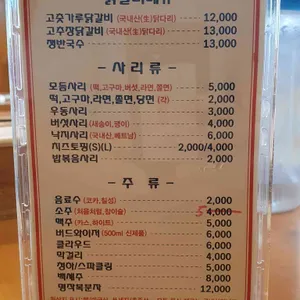 고춧가루닭갈비 (국내산(生)닭다리) 12,000
고추장닭갈비 (국내산(生)닭다리) 13,000
쟁반국수 13,000
사리류
모듬사리 (떡,고구마,버섯,라면,쫄면) 5,000
(떡,고구마,라면,쫄면,당면 (각) 2,000
우동사리 3,000
버섯사리 (새송이,팽이) 4,000
낙지사리 (국내산,베트남) 6,000
치즈토핑(S)(L) 2,000/4,000
밥볶음사리 2,000
주류
음료수 (코카,칠성) 2,000
소주 (처음처럼,참이슬) 5 4,000
맥주 (카스,하이트) 5,000
버드와이저 (500ml 신제품) 6,000
클라우드 6,000
막걸리 4,000
청하/스파클링 5,000
백세주 8,000
명작복분자 12,000